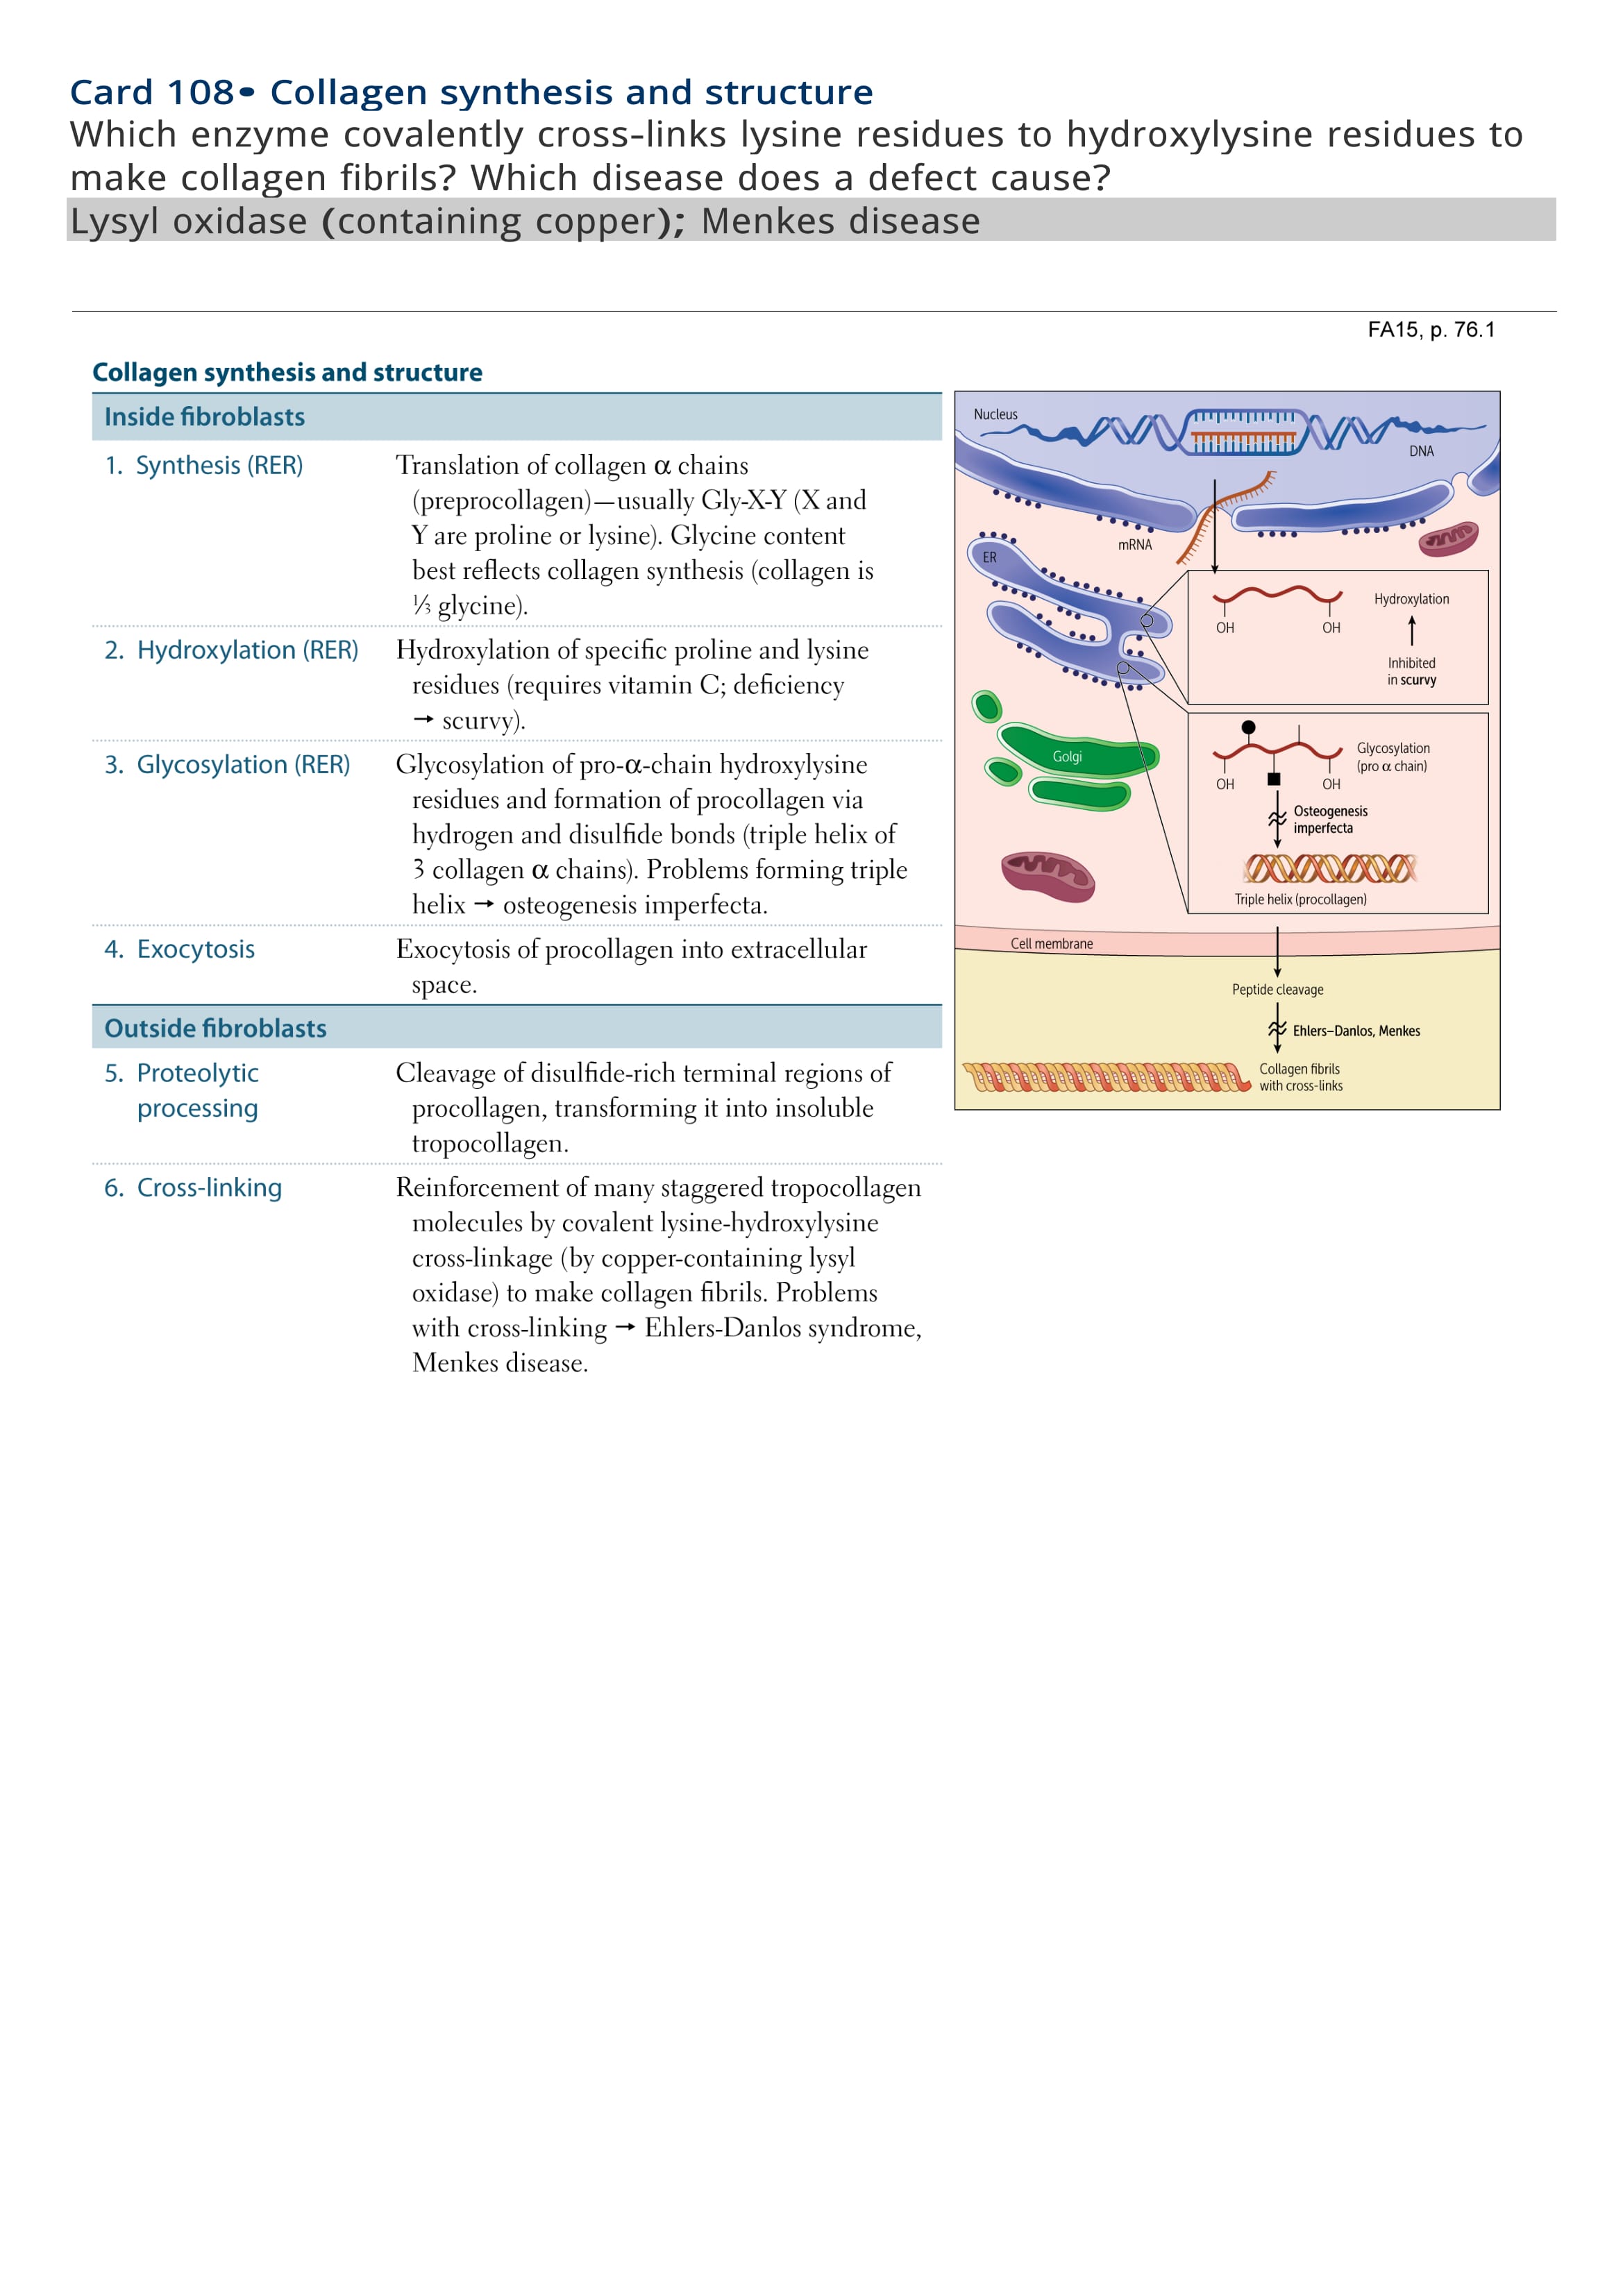 Card 108• Collagen synthesis and structure
Which enzyme covalently cross-links lysine residues to hydroxylysine residues to
make collagen fibrils? Which disease does a defect cause?
Lysyl oxidase (containing copper); Menkes disease
FA15, p. 76.1
Collagen synthesis and structure
Inside fibroblasts
1. Synthesis (RER)
Translation of collagen α chains
(preprocollagen)—usually Gly-X-Y (X and
Y are proline or lysine). Glycine content
best reflects collagen synthesis (collagen is
⅓ glycine).
2. Hydroxylation (RER)
Hydroxylation of specific proline and lysine
residues (requires vitamin C; deficiency
→ scurvy).
3. Glycosylation (RER)
Glycosylation of pro-α-chain hydroxylysine
residues and formation of procollagen via
hydrogen and disulfide bonds (triple helix of
3 collagen α chains). Problems forming triple
helix → osteogenesis imperfecta.
4. Exocytosis
Exocytosis of procollagen into extracellular
space.
Outside fibroblasts
5. Proteolytic
processing
Cleavage of disulfide-rich terminal regions of
procollagen, transforming it into insoluble
tropocollagen.
6. Cross-linking
Reinforcement of many staggered tropocollagen
molecules by covalent lysine-hydroxylysine
cross-linkage (by copper-containing lysyl
oxidase) to make collagen fibrils. Problems
with cross-linking → Ehlers-Danlos syndrome,
Menkes disease.
Nucleus
DNA
mRNA
ER
Hydroxylation
OH OH
Inhibited
in scurvy
Golgi
Glycosylation
(pro α chain)
OH OH
Osteogenesis
imperfecta
Triple helix (procollagen)
Cell membrane
Peptide cleavage
Ehlers–Danlos, Menkes
Collagen fibrils
with cross-links